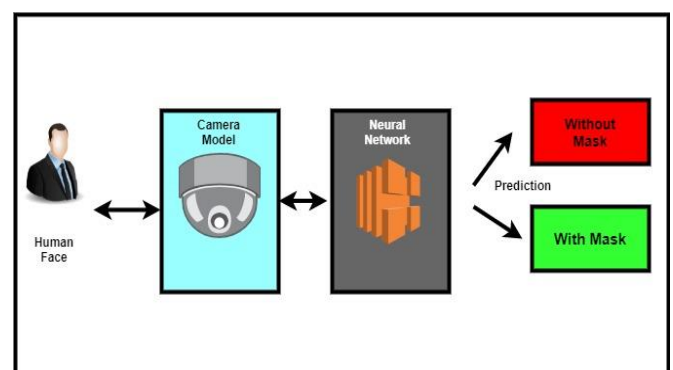 Human
Face
Camera
Model
Neural
Network
Prediction
Without
Mask
With Mask